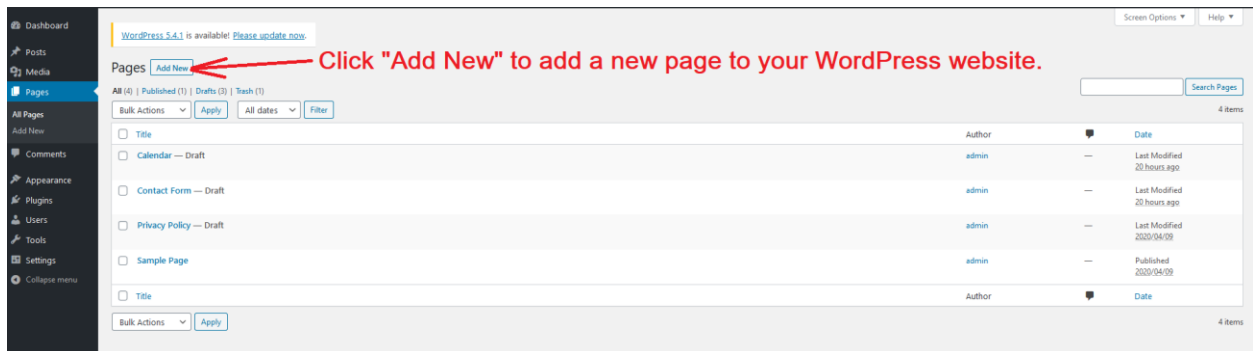 Dashboard
Posts
Media
Pages
All Pages
Add New
Comments
Appearance
Plugins
Users
Tools
Settings
Collapse menu
Screen Options ▼ Help ▼
WordPress 5.4.1 is available! Please update now.
Pages Add New
Click "Add New" to add a new page to your WordPress website.
All (4) | Published (1) | Drafts (3) | Trash (1)
Search Pages
Bulk Actions Apply All dates Filter
4 items
Title Author Date
Calendar — Draft admin — Last Modified
20 hours ago
Contact Form — Draft admin — Last Modified
20 hours ago
Privacy Policy — Draft admin — Last Modified
2020/04/09
Sample Page admin — Published
2020/04/09
Title Author Date
Bulk Actions Apply
4 items